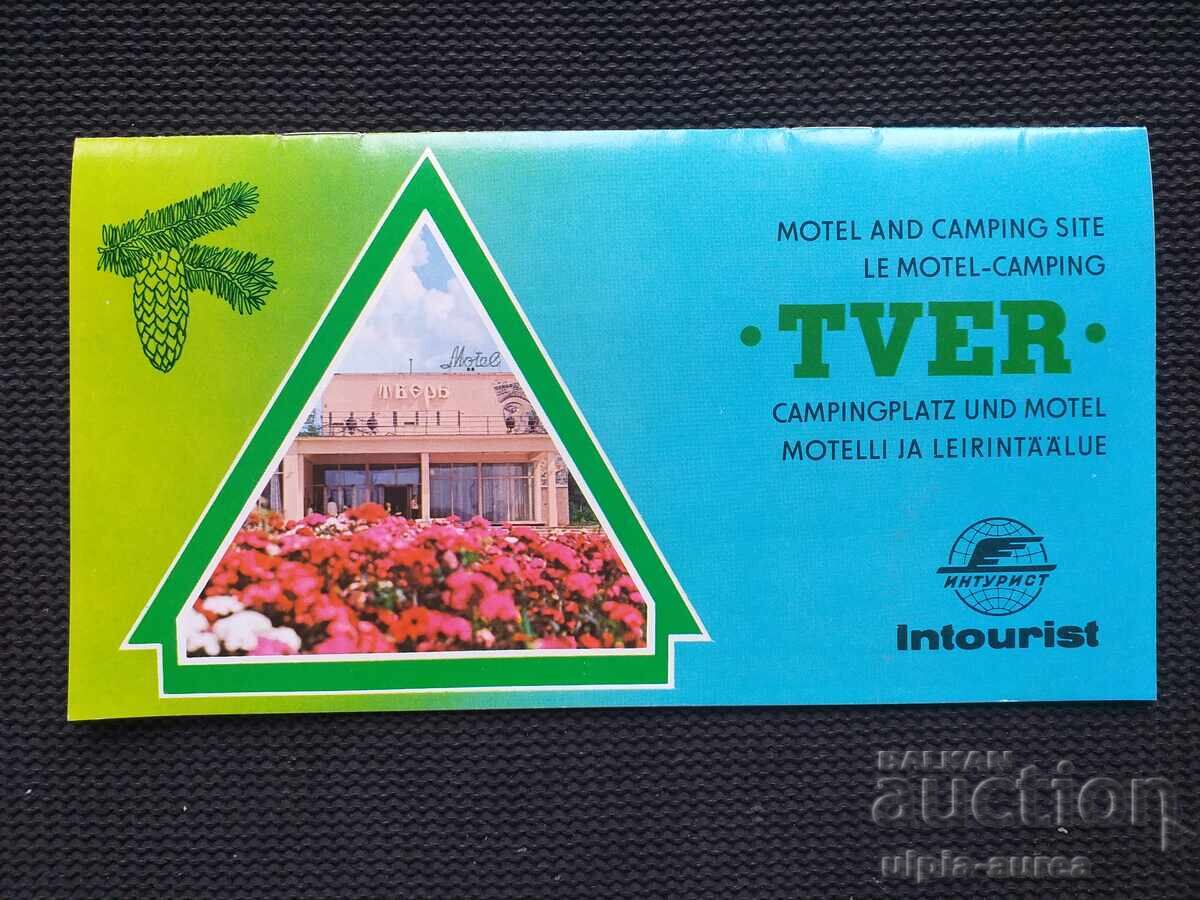 Motel
Тверь
MOTEL AND CAMPING SITE
LE MOTEL-CAMPING
• TVER •
CAMPINGPLATZ UND MOTEL
MOTELLI JA LEIRINTÄÄLUE
ИНТУРИСТ
Intourist
BALKAN
auction
ulpia-aurea